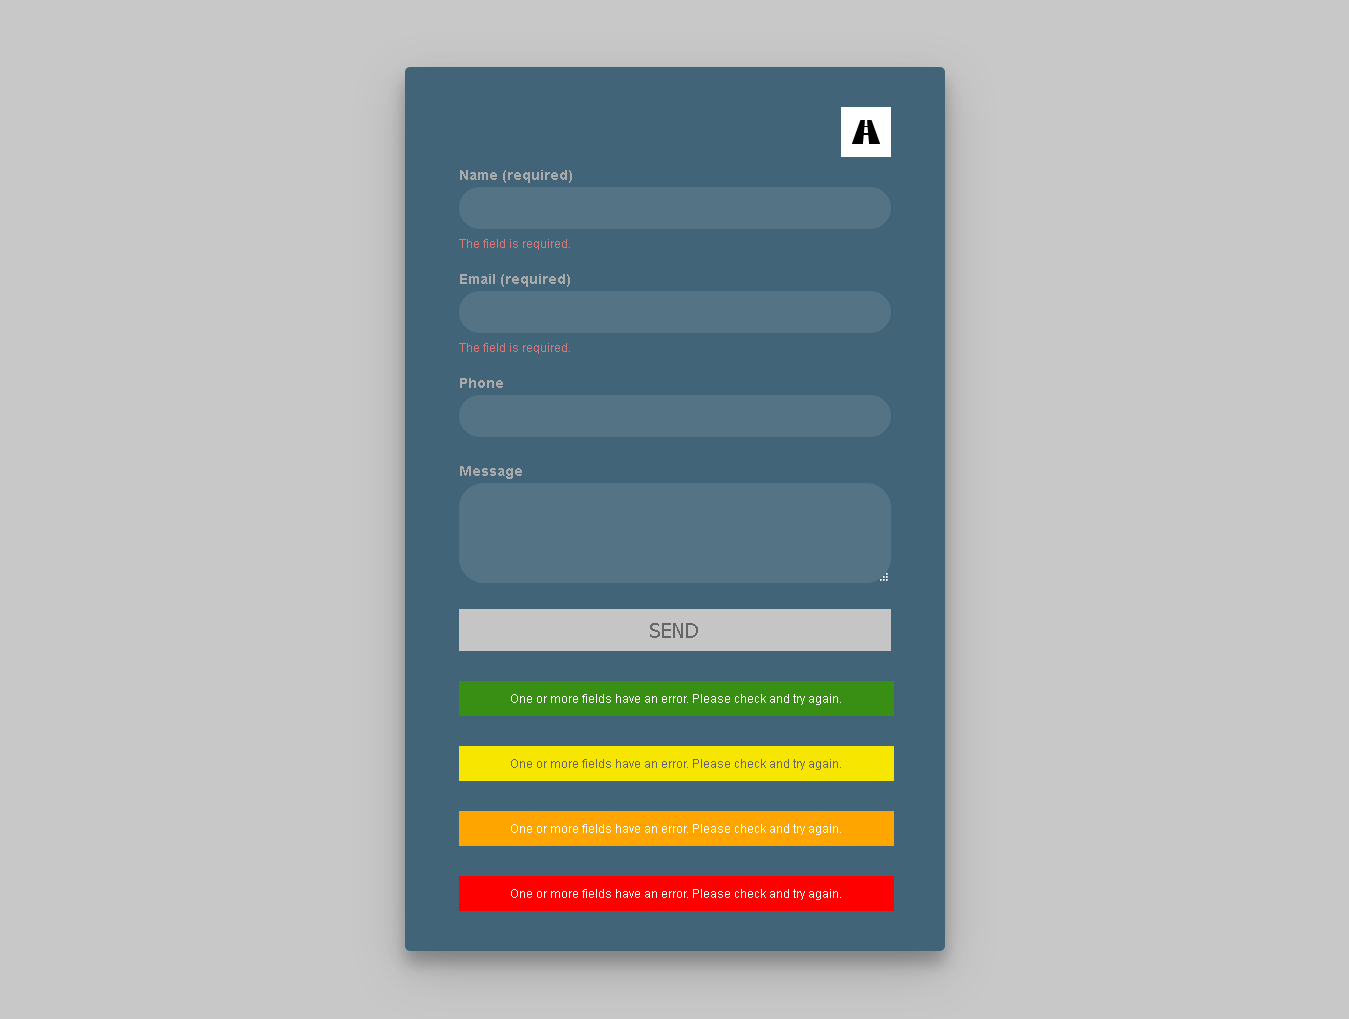 Name (required)
The field is required.
Email (required)
The field is required.
Phone
Message
SEND
One or more fields have an error. Please check and try again.
One or more fields have an error. Please check and try again.
One or more fields have an error. Please check and try again.
One or more fields have an error. Please check and try again.